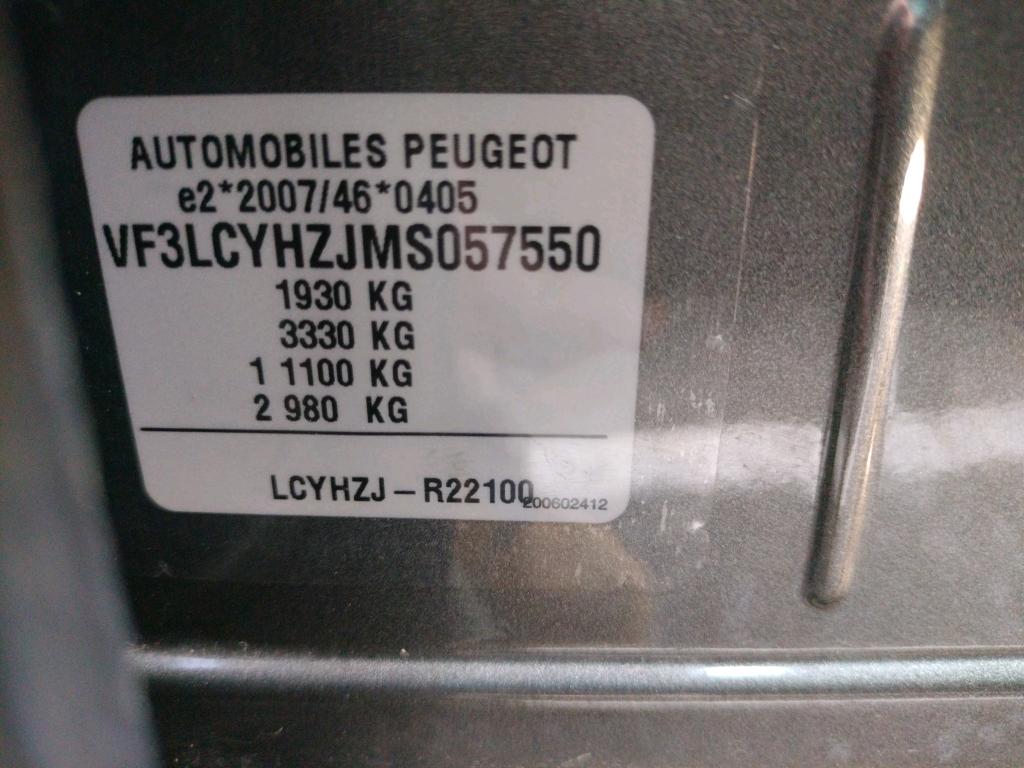 AUTOMOBILES PEUGEOT
e2*2007/46*0405
VF3LCYHZJMS057550
1930 KG
3330 KG
1 1100 KG
2 980 KG
LCYHZJ – R22100
200602412